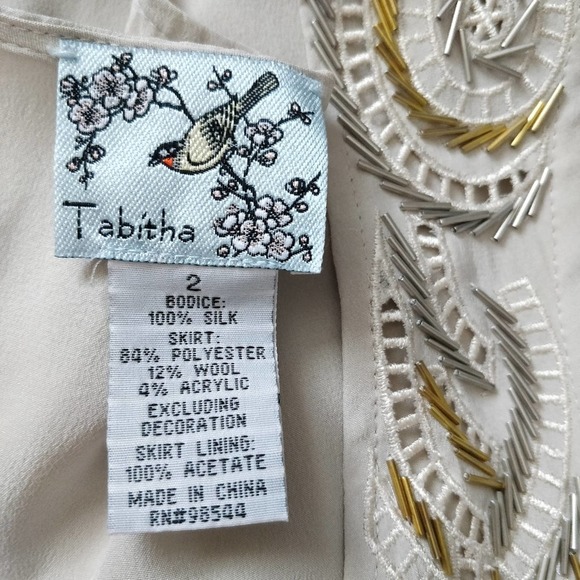 Tabitha
2
BODICE:
100% SILK
SKIRT:
84% POLYESTER
12% WOOL
4% ACRYLIC
EXCLUDING
DECORATION
SKIRT LINING:
100% ACETATE
MADE IN CHINA
RN#98544